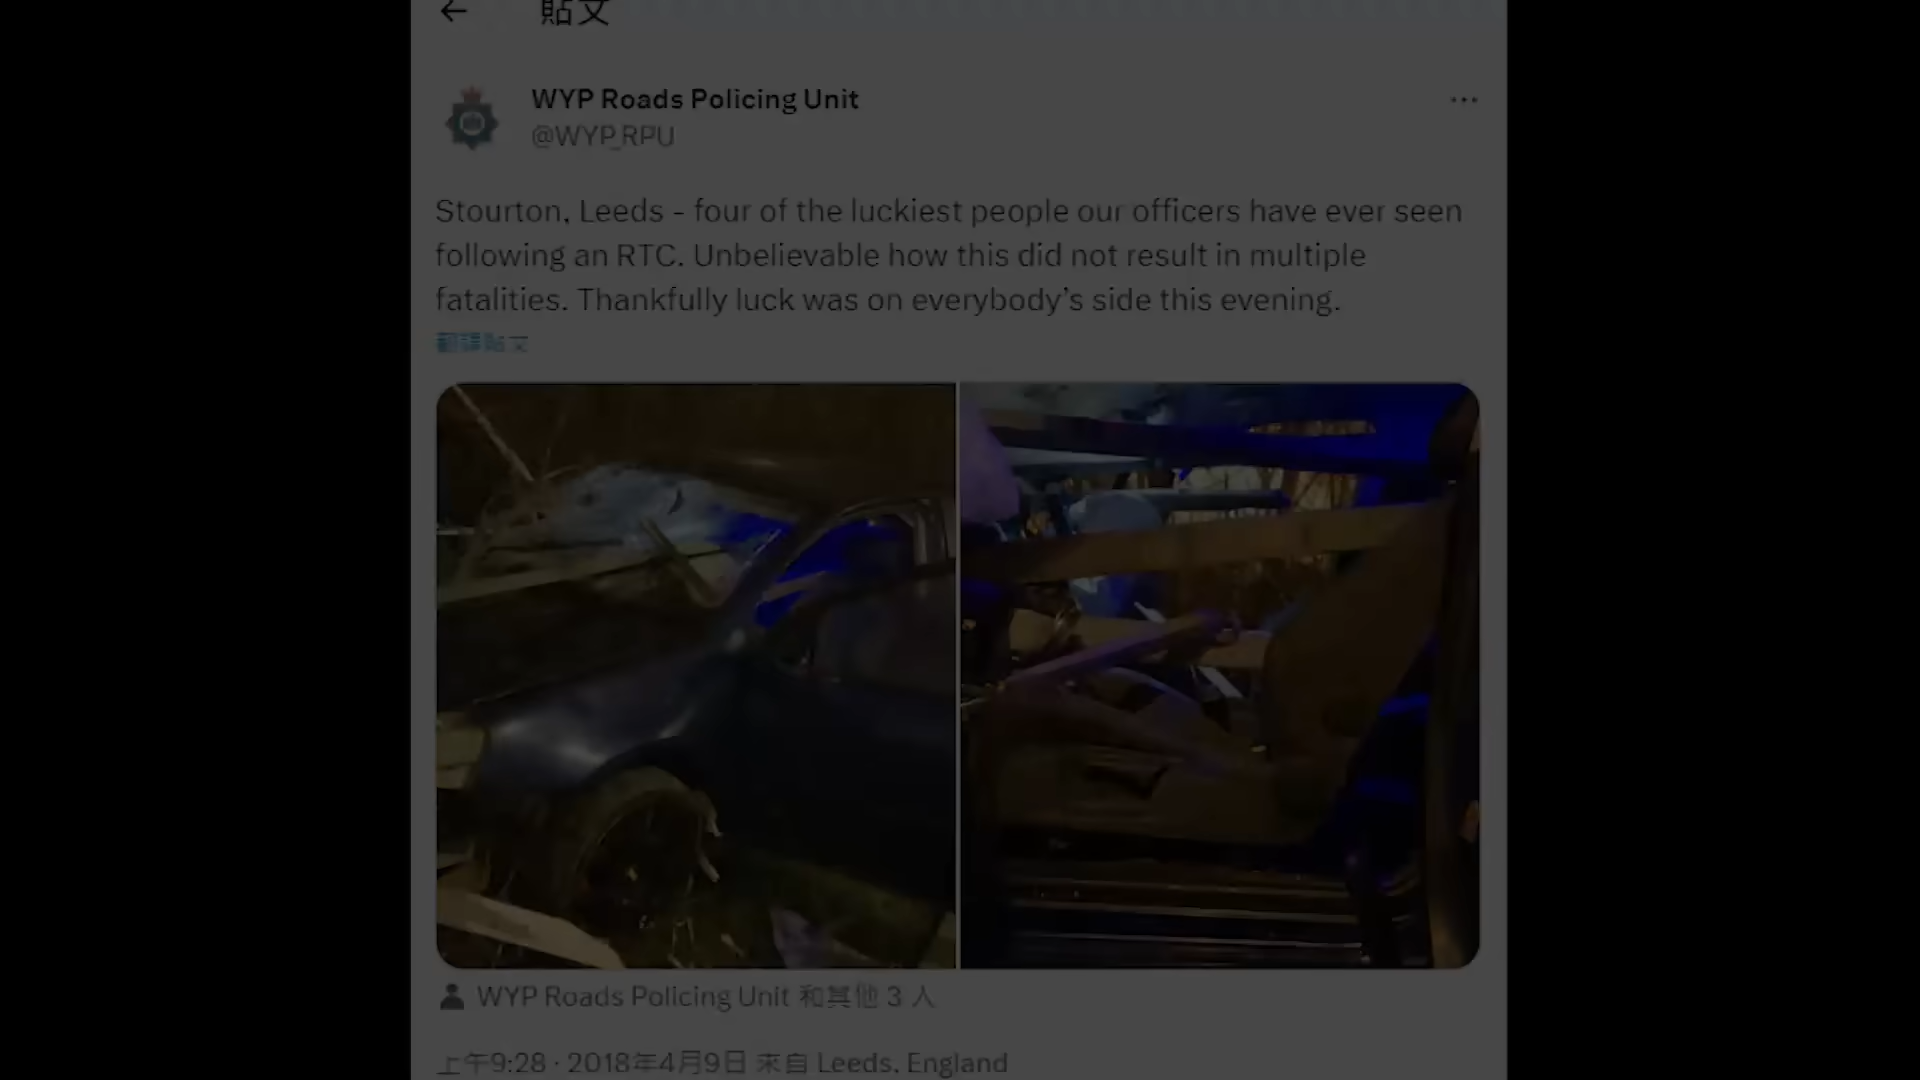 貼文
WYP Roads Policing Unit
@WYP_RPU
Stourton, Leeds - four of the luckiest people our officers have ever seen
following an RTC. Unbelievable how this did not result in multiple
fatalities. Thankfully luck was on everybody’s side this evening.
翻譯貼文
WYP Roads Policing Unit 和其他 3 人
上午9:28 · 2018年4月9日 來自 Leeds, England